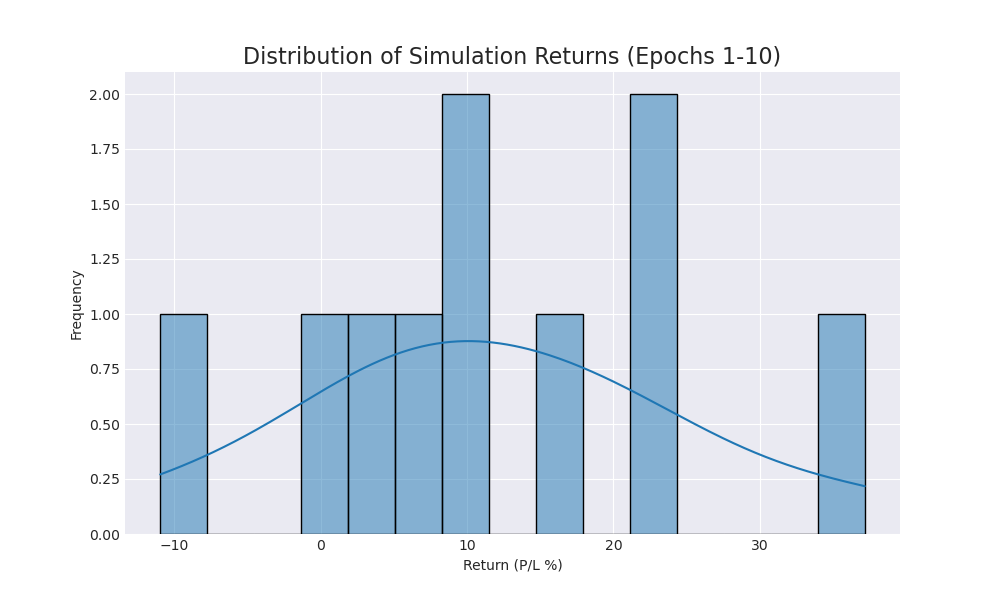 Distribution of Simulation Returns (Epochs 1-10)
2.00
1.75
1.50
1.25
1.00
0.75
0.50
0.25
0.00
Frequency
−10 0 10 20 30
Return (P/L %)